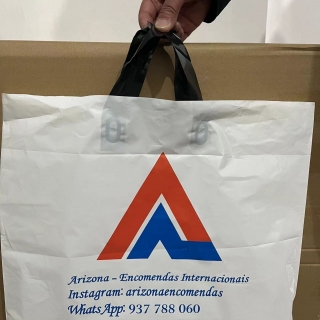 Arizona - Encomendas Internacionais
Instagram: arizonaencomendas
WhatsApp: 937 788 060